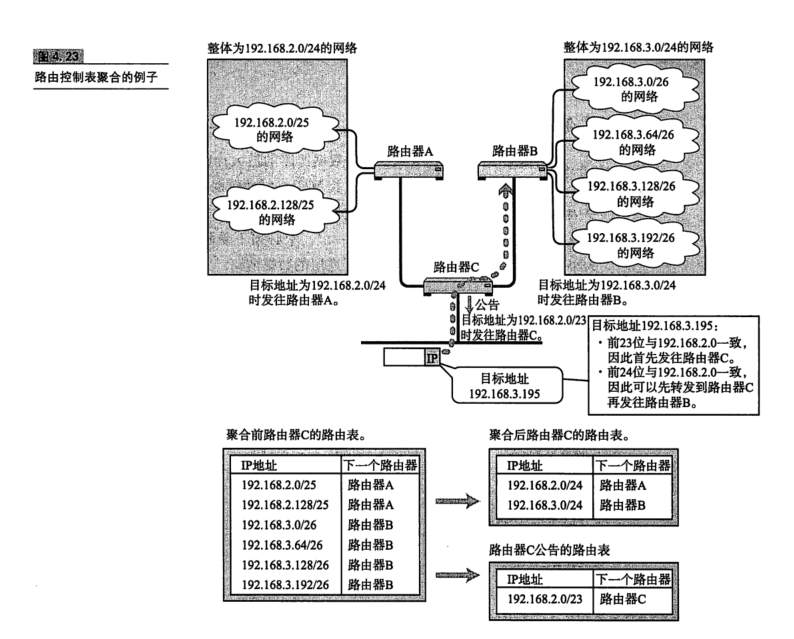 图4.23
路由控制表聚合的例子
整体为192.168.2.0/24的网络
192.168.2.0/25
的网络
192.168.2.128/25
的网络
路由器A
目标地址为192.168.2.0/24
时发往路由器A。
整体为192.168.3.0/24的网络
192.168.3.0/26
的网络
192.168.3.64/26
的网络
192.168.3.128/26
的网络
192.168.3.192/26
的网络
路由器B
目标地址为192.168.3.0/24
时发往路由器B。
路由器C
公告
目标地址为192.168.2.0/23
时发往路由器C。
IP
目标地址
192.168.3.195
目标地址192.168.3.195：
·前23位与192.168.2.0一致，
因此首先发往路由器C。
·前24位与192.168.2.0一致，
因此可以先转发到路由器C
再发往路由器B。
聚合前路由器C的路由表。
IP地址 下一个路由器
192.168.2.0/25 路由器A
192.168.2.128/25 路由器A
192.168.3.0/26 路由器B
192.168.3.64/26 路由器B
192.168.3.128/26 路由器B
192.168.3.192/26 路由器B
聚合后路由器C的路由表。
IP地址 下一个路由器
192.168.2.0/24 路由器A
192.168.3.0/24 路由器B
路由器C公告的路由表
IP地址 下一个路由器
192.168.2.0/23 路由器C